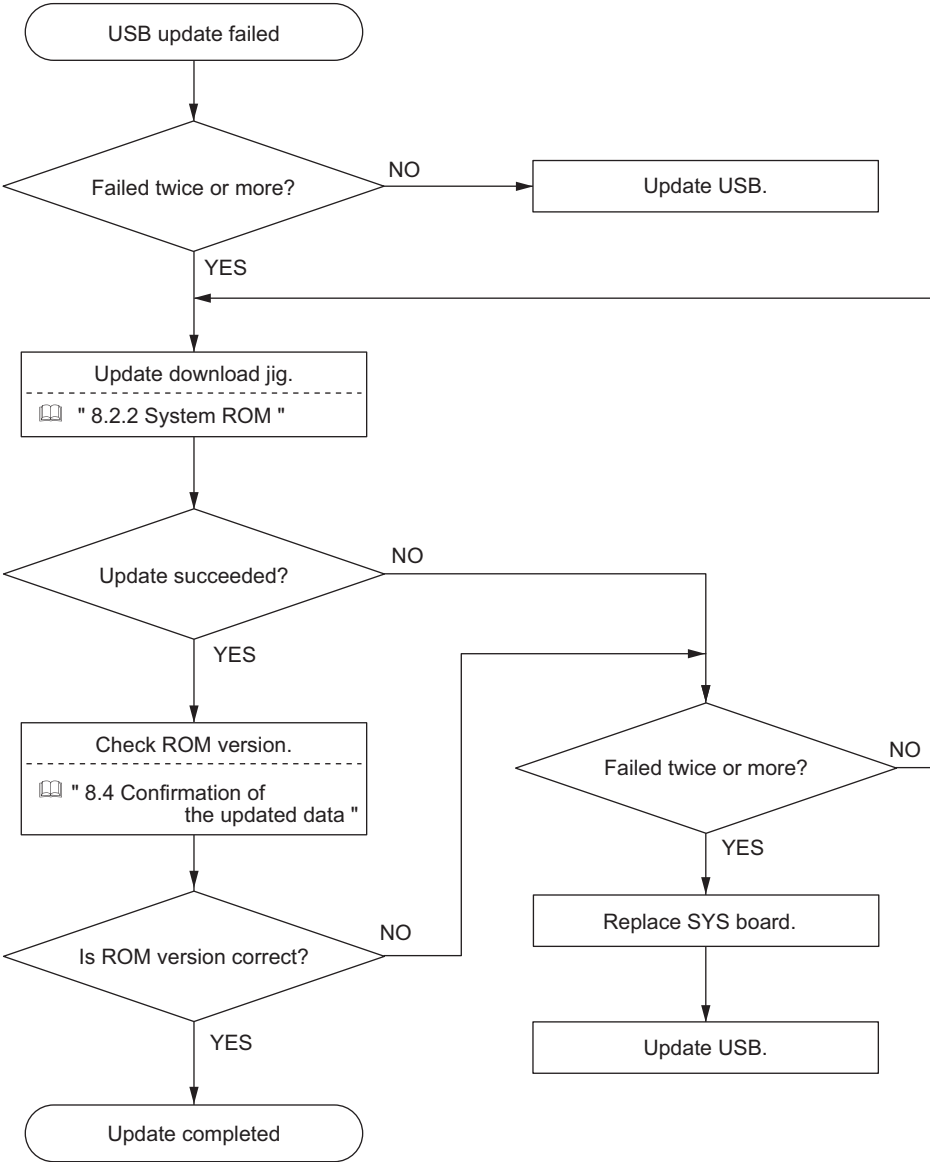 USB update failed
Failed twice or more?
NO
Update USB.
YES
Update download jig.
" 8.2.2 System ROM "
Update succeeded?
NO
YES
Check ROM version.
" 8.4 Confirmation of
the updated data "
Failed twice or more?
NO
YES
Replace SYS board.
Is ROM version correct?
NO
YES
Update USB.
Update completed